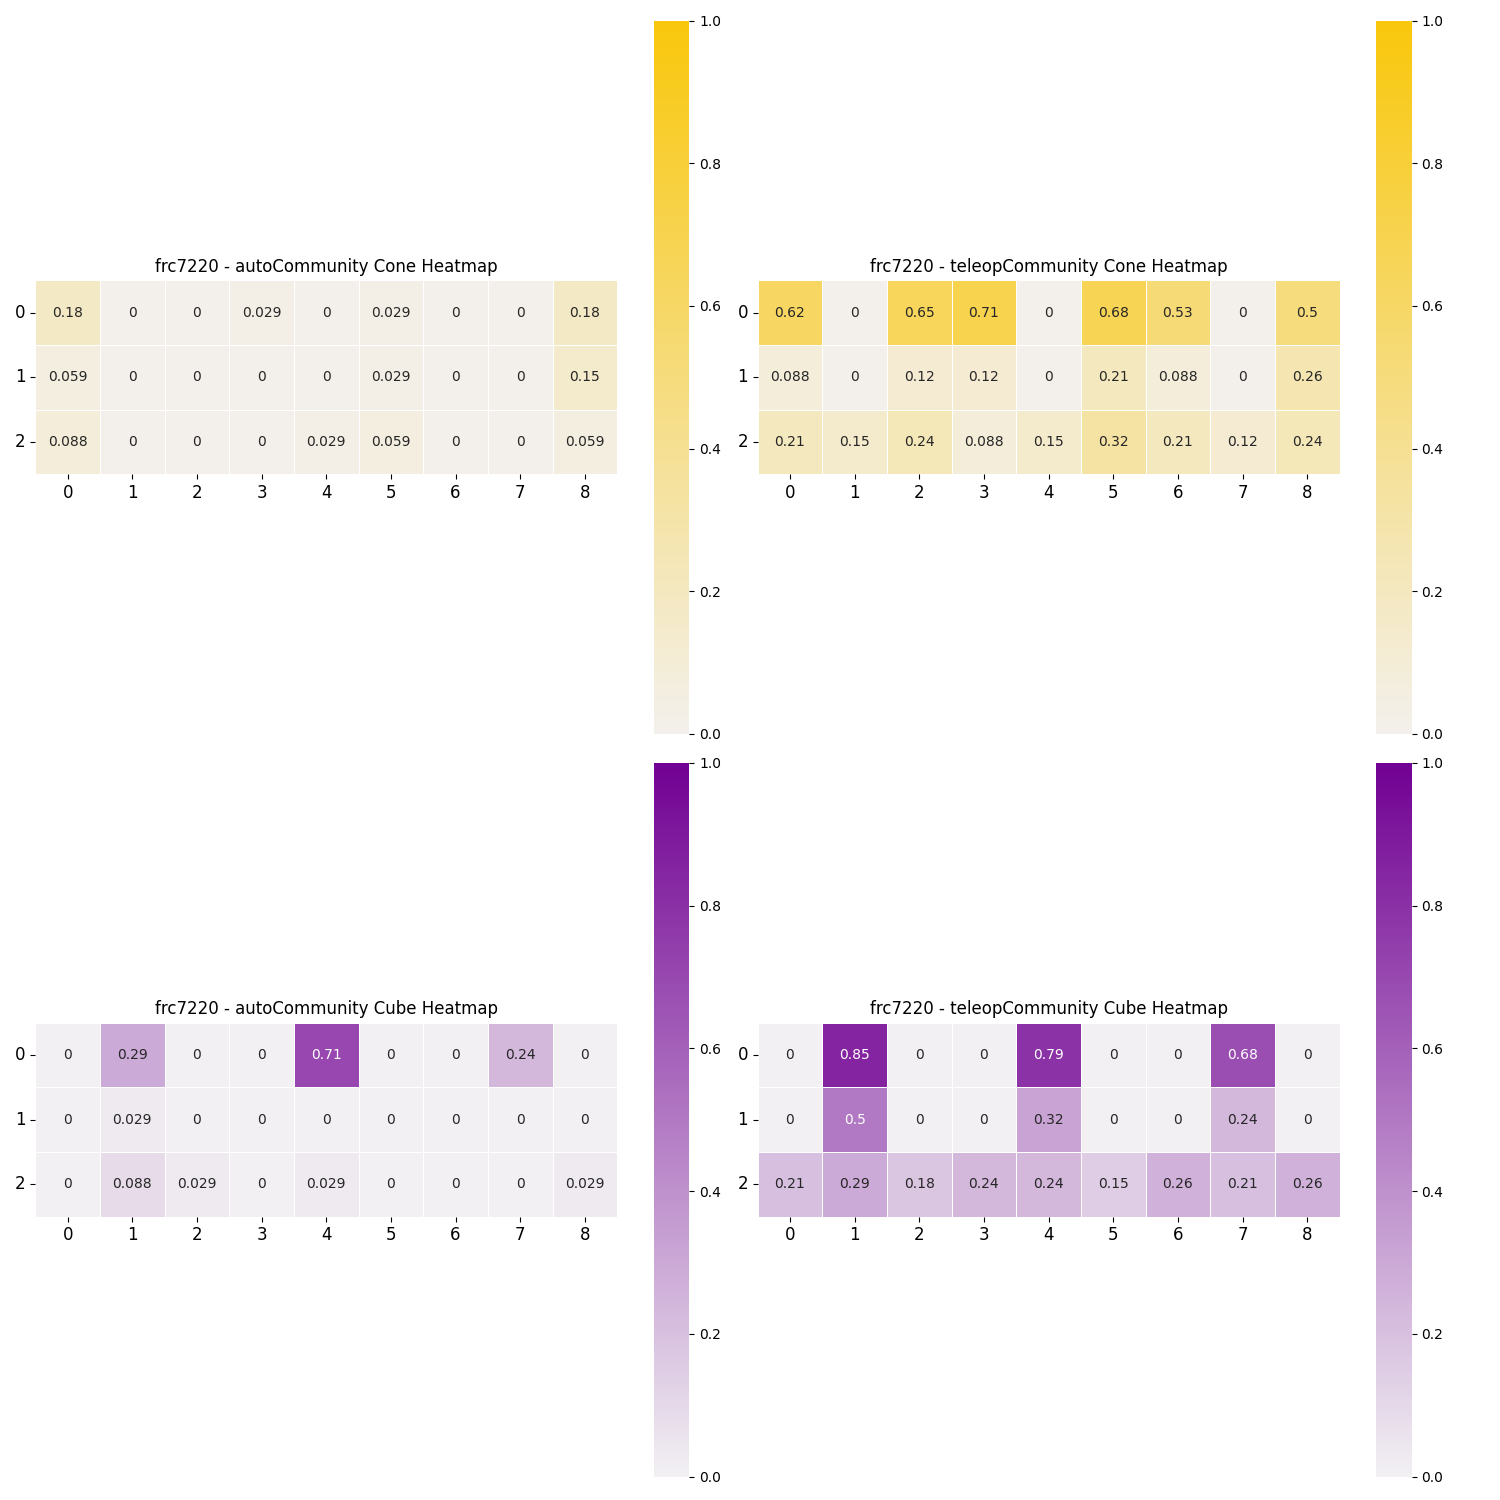 frc7220 - autoCommunity Cone Heatmap
0 0.18 0 0 0.029 0 0.029 0 0 0.18
1 0.059 0 0 0 0 0.029 0 0 0.15
2 0.088 0 0 0 0.029 0.059 0 0 0.059
0 1 2 3 4 5 6 7 8
1.0
0.8
0.6
0.4
0.2
0.0
frc7220 - teleopCommunity Cone Heatmap
0 0.62 0 0.65 0.71 0 0.68 0.53 0 0.5
1 0.088 0 0.12 0.12 0 0.21 0.088 0 0.26
2 0.21 0.15 0.24 0.088 0.15 0.32 0.21 0.12 0.24
0 1 2 3 4 5 6 7 8
1.0
0.8
0.6
0.4
0.2
0.0
frc7220 - autoCommunity Cube Heatmap
0 0 0.29 0 0 0.71 0 0 0.24 0
1 0 0.029 0 0 0 0 0 0 0
2 0 0.088 0.029 0 0.029 0 0 0 0.029
0 1 2 3 4 5 6 7 8
1.0
0.8
0.6
0.4
0.2
0.0
frc7220 - teleopCommunity Cube Heatmap
0 0 0.85 0 0 0.79 0 0 0.68 0
1 0 0.5 0 0 0.32 0 0 0.24 0
2 0.21 0.29 0.18 0.24 0.24 0.15 0.26 0.21 0.26
0 1 2 3 4 5 6 7 8
1.0
0.8
0.6
0.4
0.2
0.0